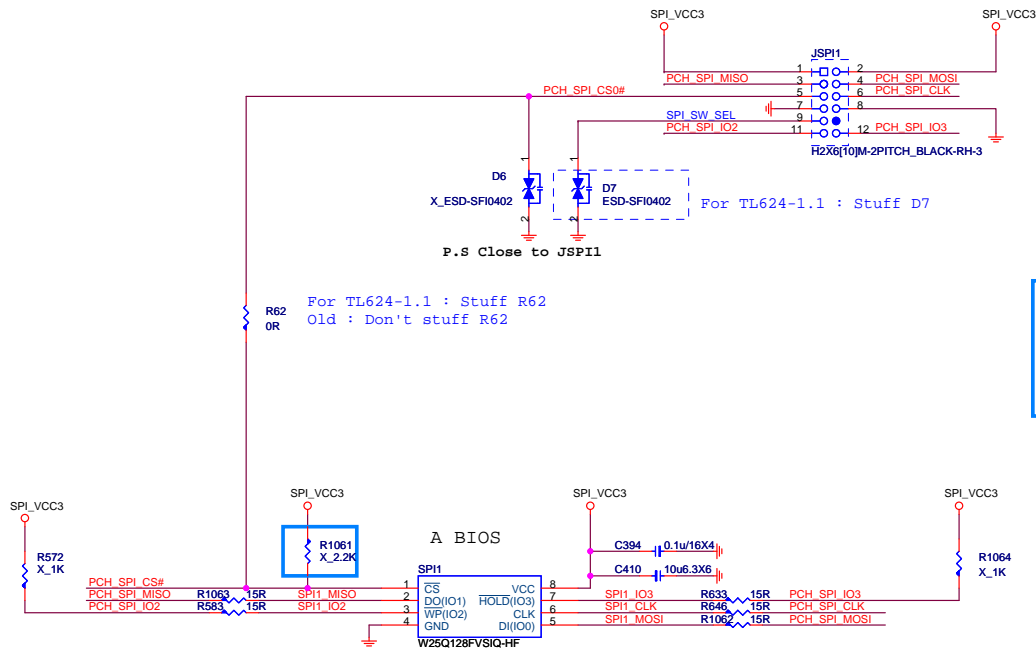 SPI_VCC3
SPI_VCC3
JSPI1
1
2
PCH_SPI_MISO
3
4
PCH_SPI_MOSI
PCH_SPI_CS0#
5
6
PCH_SPI_CLK
7
8
SPI_SW_SEL
9
PCH_SPI_IO2
11
12
PCH_SPI_IO3
H2X6[10]M-2PITCH_BLACK-RH-3
1
1
D6
X_ESD-SFI0402
D7
ESD-SFI0402
For TL624-1.1 : Stuff D7
2
2
P.S Close to JSPI1
R62
0R
For TL624-1.1 : Stuff R62
Old : Don't stuff R62
SPI_VCC3
SPI_VCC3
SPI_VCC3
SPI_VCC3
R572
X_1K
R1061
X_2.2K
A BIOS
C394
0.1u/16X4
C410
10u6.3X6
R1064
X_1K
SPI1
PCH_SPI_CS#
1
CS
VCC
8
PCH_SPI_MISO
R1063
15R
SPI1_MISO
2
DO(IO1)
HOLD(IO3)
7
SPI1_IO3
R633
15R
PCH_SPI_IO3
PCH_SPI_IO2
R583
15R
SPI1_IO2
3
WP(IO2)
CLK
6
SPI1_CLK
R646
15R
PCH_SPI_CLK
4
GND
DI(IO0)
5
SPI1_MOSI
R1062
15R
PCH_SPI_MOSI
W25Q128FVSIQ-HF